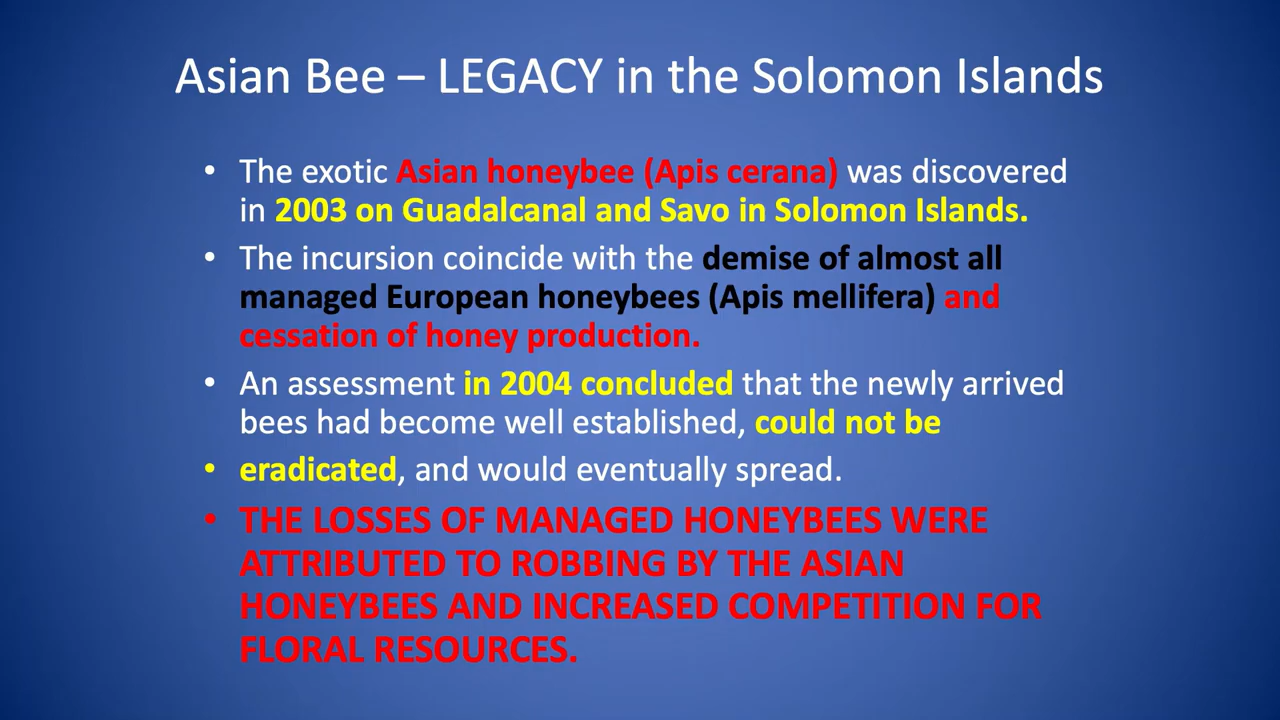 Asian Bee – LEGACY in the Solomon Islands
• The exotic Asian honeybee (Apis cerana) was discovered
in 2003 on Guadalcanal and Savo in Solomon Islands.
• The incursion coincide with the demise of almost all
managed European honeybees (Apis mellifera) and
cessation of honey production.
• An assessment in 2004 concluded that the newly arrived
bees had become well established, could not be
• eradicated, and would eventually spread.
• THE LOSSES OF MANAGED HONEYBEES WERE
ATTRIBUTED TO ROBBING BY THE ASIAN
HONEYBEES AND INCREASED COMPETITION FOR
FLORAL RESOURCES.